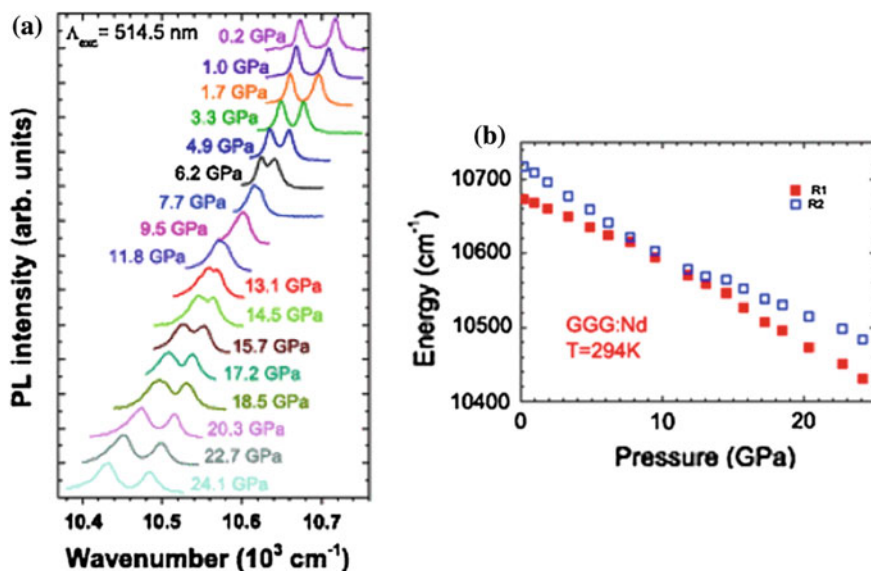 (a)
Λexc = 514.5 nm
0.2 GPa
1.0 GPa
1.7 GPa
3.3 GPa
4.9 GPa
6.2 GPa
7.7 GPa
9.5 GPa
11.8 GPa
13.1 GPa
14.5 GPa
15.7 GPa
17.2 GPa
18.5 GPa
20.3 GPa
22.7 GPa
24.1 GPa
PL intensity (arb. units)
10.4 10.5 10.6 10.7
Wavenumber (10³ cm⁻¹)
(b)
10700
10600
10500
10400
Energy (cm⁻¹)
R1
R2
GGG:Nd
T=294K
0 10 20
Pressure (GPa)